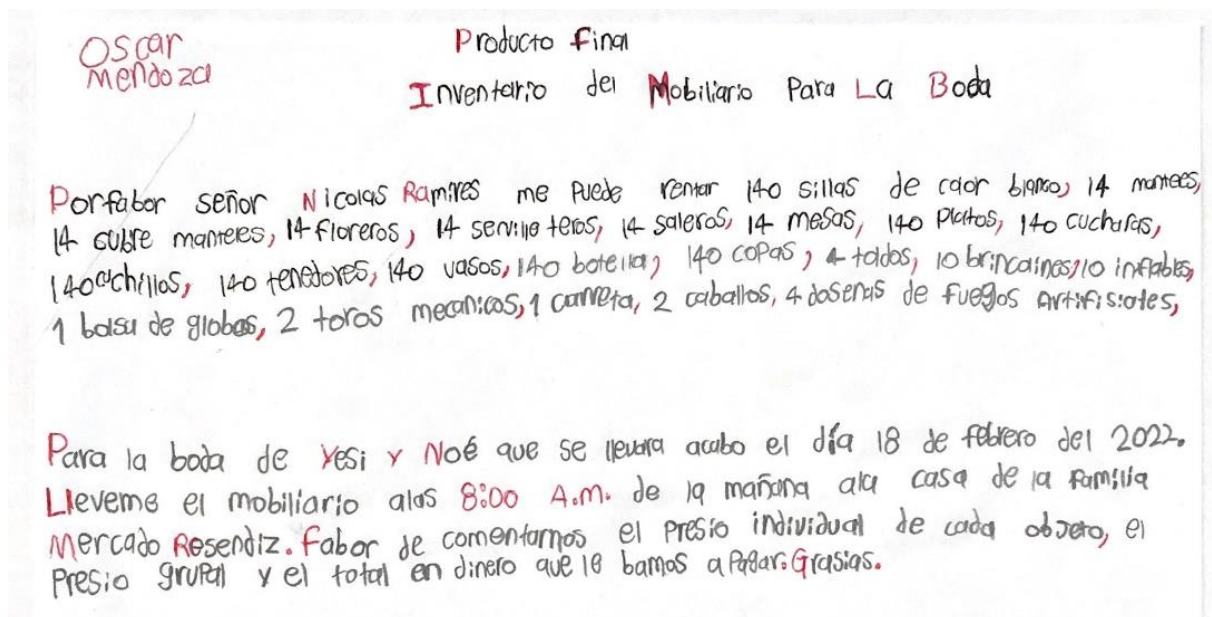 Oscar
Mendoza
Producto Final
Inventario del Mobiliario Para La Boda
Porfabor señor Nicolas Ramires me puede rentar 140 sillas de color blanco, 14 manteles,
14 cubre manteles, 14 floreros, 14 servilleteros, 14 saleros, 14 mesas, 140 Platos, 140 cucharas,
140 cuchillos, 140 tenedores, 140 vasos, 140 botella, 140 copas, 4 toldos, 10 brincolines, 10 inflables,
1 bolsa de globos, 2 toros mecanicos, 1 carreta, 2 caballos, 4 dosenas de fuegos Artifisiales,
Para la boda de Yesi y Noé que se llevara acabo el día 18 de febrero del 2022.
Lleveme el mobiliario alas 8:00 A.m. de la mañana ala casa de la Familia
Mercado Resendiz. Fabor de comentarnos el Presio individual de cada objeto, el
Presio grupal y el total en dinero que le bamos a Pagar. Grasias.